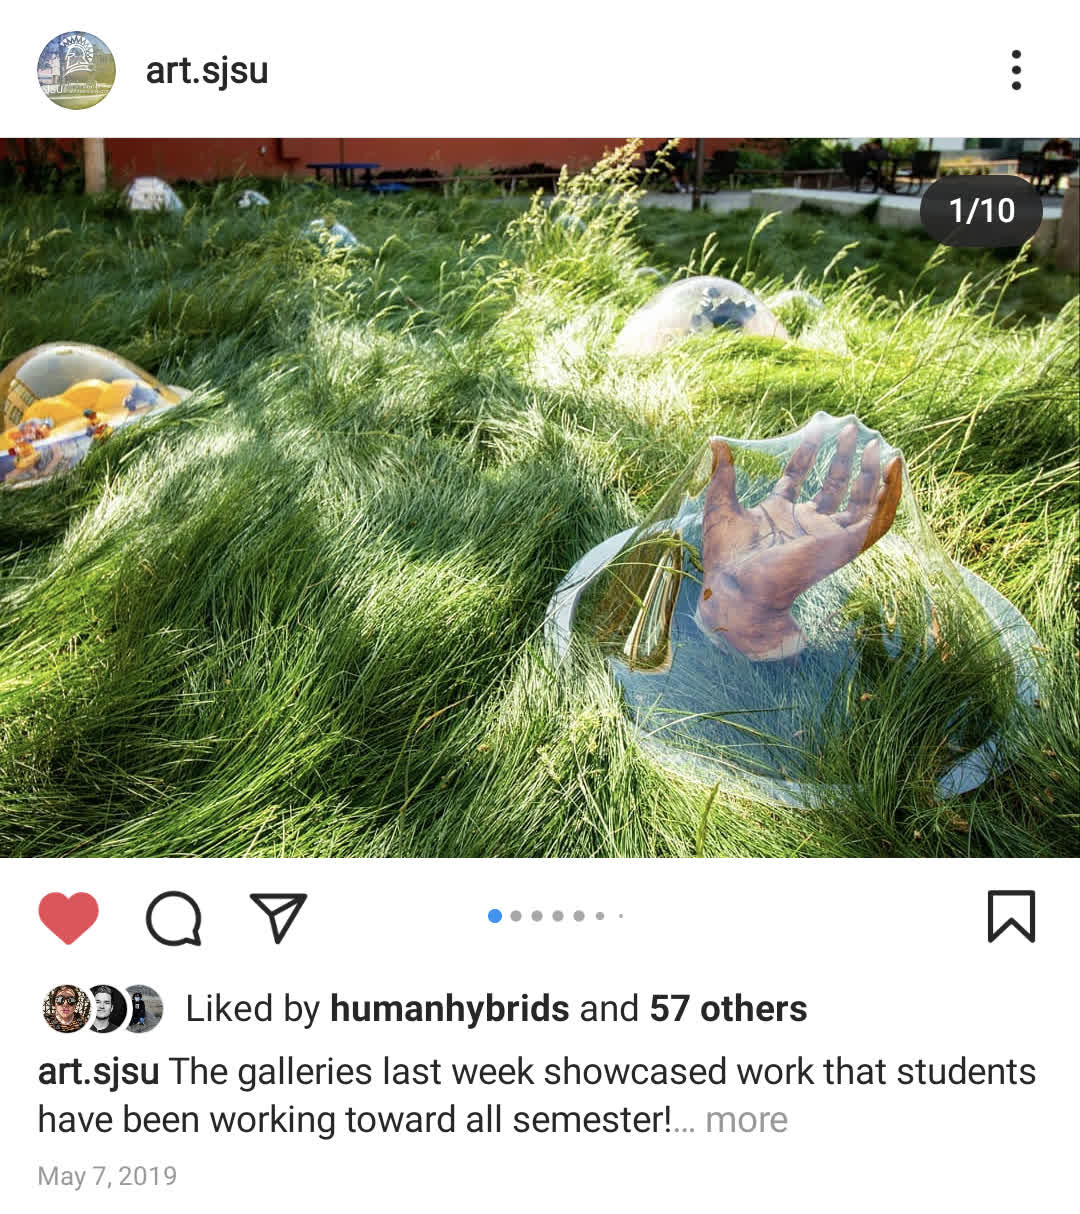 art.sjsu
1/10
Liked by humanhybrids and 57 others
art.sjsu The galleries last week showcased work that students
have been working toward all semester!... more
May 7, 2019